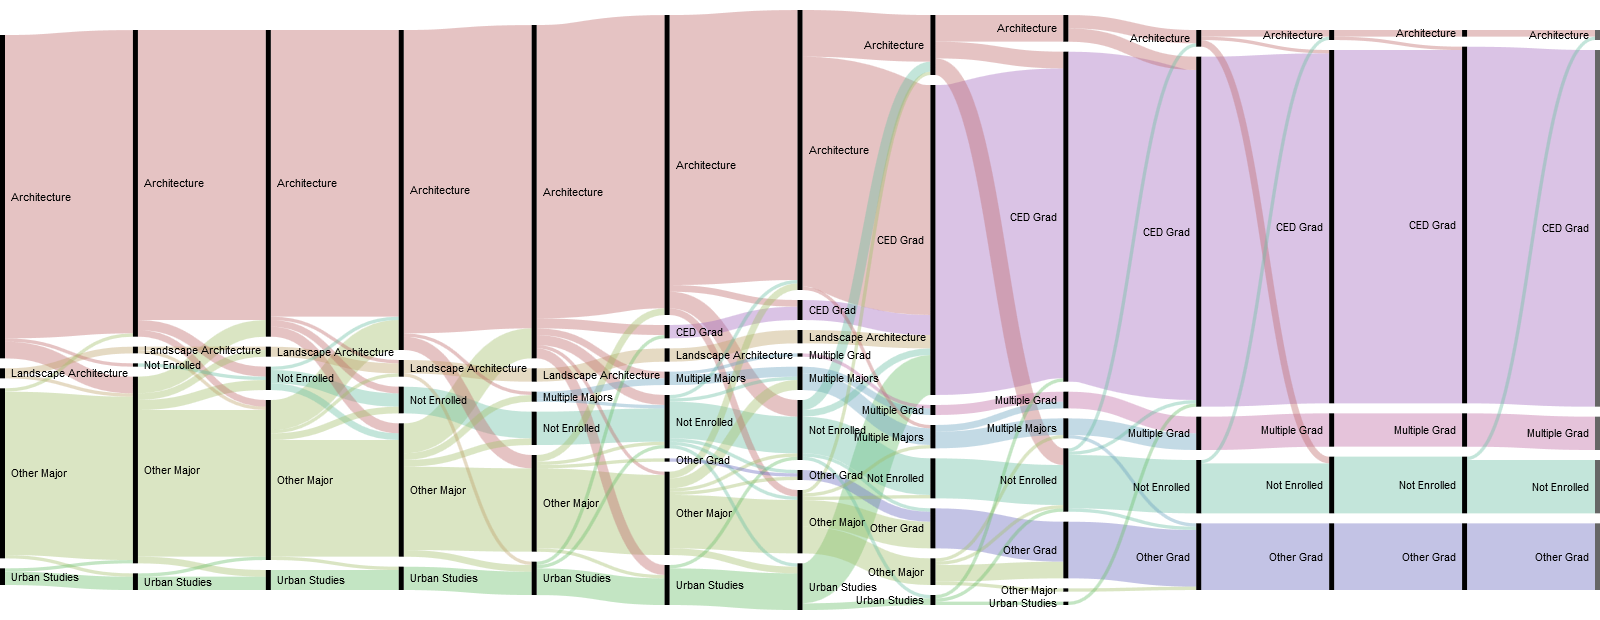 Architecture
Landscape Architecture
Other Major
Urban Studies
Architecture
Landscape Architecture
Not Enrolled
Other Major
Urban Studies
Architecture
Landscape Architecture
Not Enrolled
Other Major
Urban Studies
Architecture
Landscape Architecture
Not Enrolled
Other Major
Urban Studies
Architecture
Landscape Architecture
Multiple Majors
Not Enrolled
Other Major
Urban Studies
Architecture
CED Grad
Landscape Architecture
Multiple Majors
Not Enrolled
Other Grad
Other Major
Urban Studies
Architecture
CED Grad
Landscape Architecture
Multiple Grad
Multiple Majors
Not Enrolled
Other Grad
Other Major
Urban Studies
Architecture
CED Grad
Multiple Grad
Multiple Majors
Not Enrolled
Other Grad
Other Major
Urban Studies
Architecture
CED Grad
Multiple Grad
Multiple Majors
Not Enrolled
Other Grad
Other Major
Urban Studies
Architecture
CED Grad
Multiple Grad
Not Enrolled
Other Grad
Architecture
CED Grad
Multiple Grad
Not Enrolled
Other Grad
Architecture
CED Grad
Multiple Grad
Not Enrolled
Other Grad
Architecture
CED Grad
Multiple Grad
Not Enrolled
Other Grad